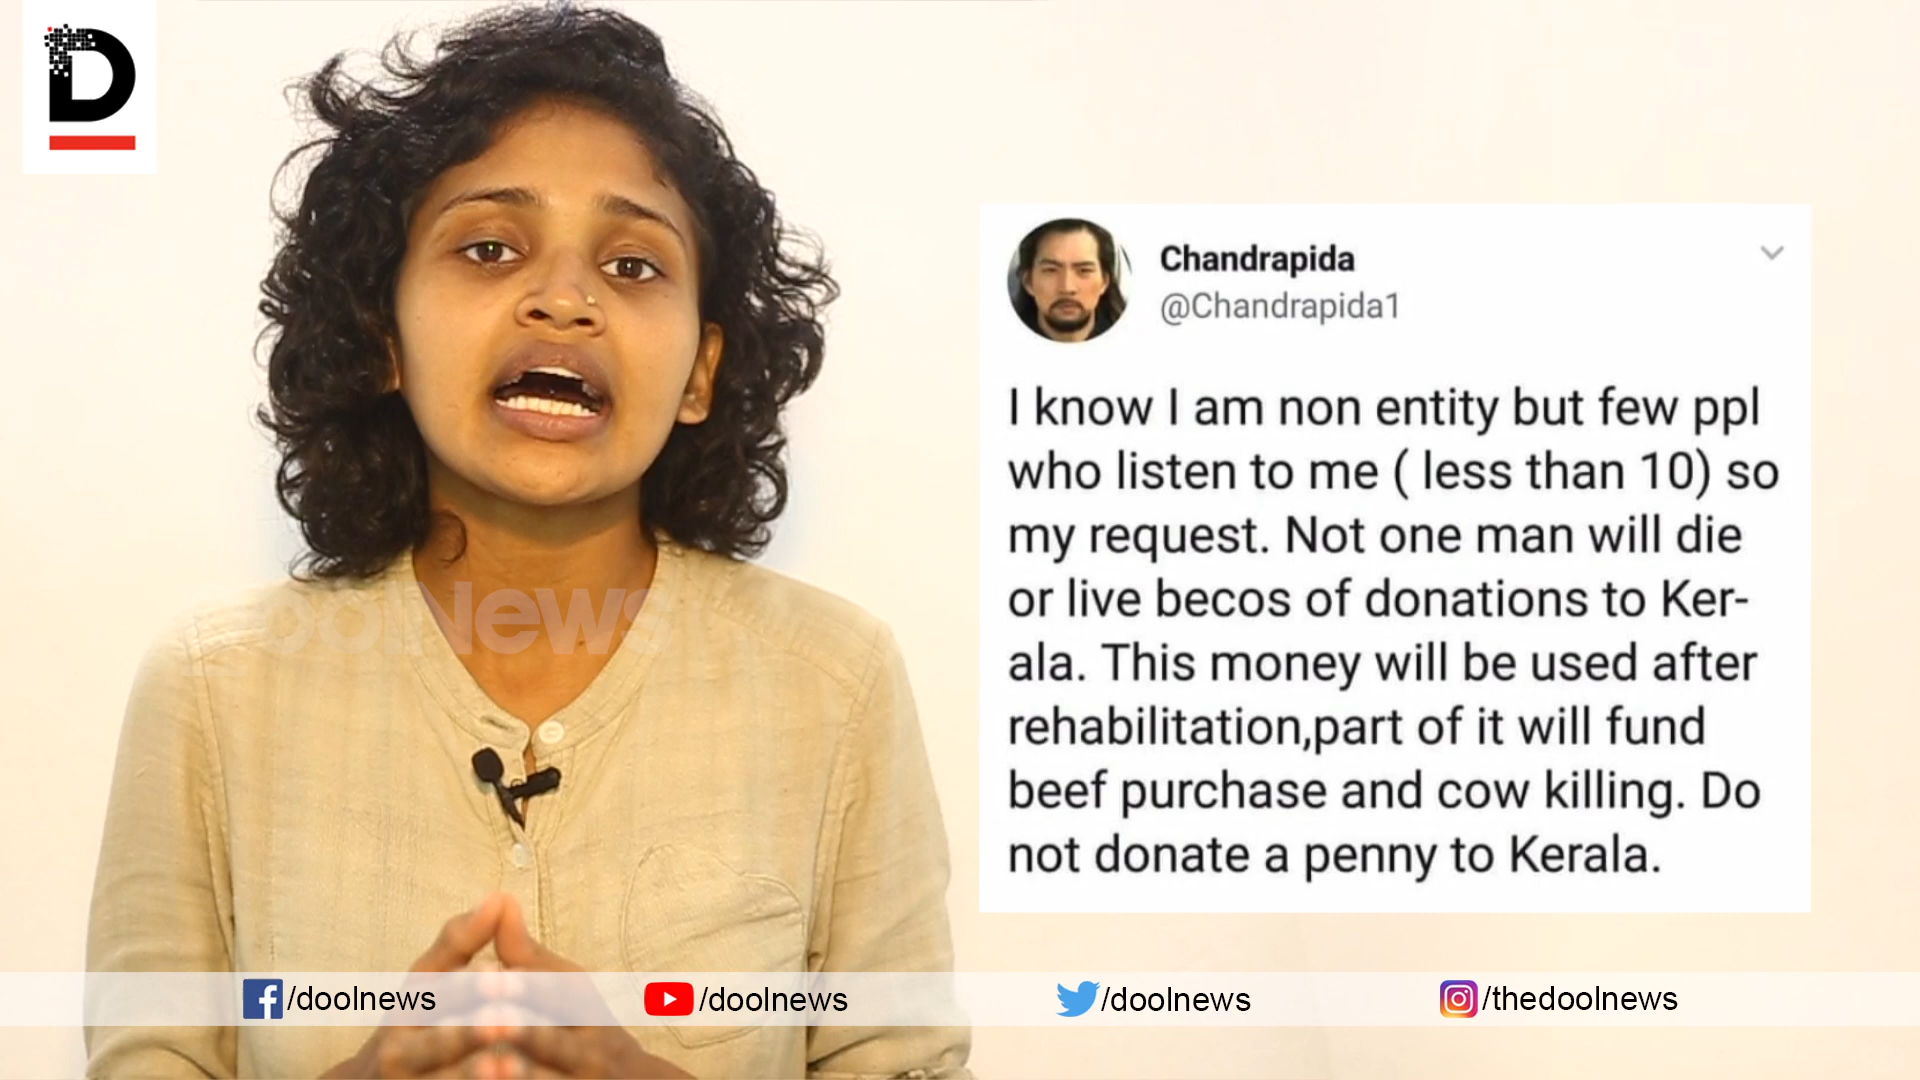 D
Chandrapida
@Chandrapida1
I know I am non entity but few ppl
who listen to me ( less than 10) so
my request. Not one man will die
or live becos of donations to Ker-
ala. This money will be used after
rehabilitation,part of it will fund
beef purchase and cow killing. Do
not donate a penny to Kerala.
DoolNews
/doolnews
/doolnews
/doolnews
/thedoolnews